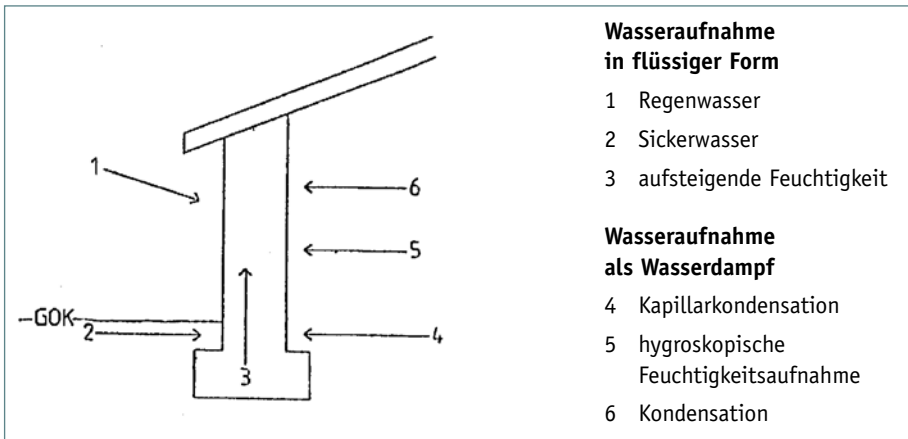 1
6
5
GOK
2
4
3
Wasseraufnahme
in flüssiger Form
1 Regenwasser
2 Sickerwasser
3 aufsteigende Feuchtigkeit
Wasseraufnahme
als Wasserdampf
4 Kapillarkondensation
5 hygroskopische
Feuchtigkeitsaufnahme
6 Kondensation